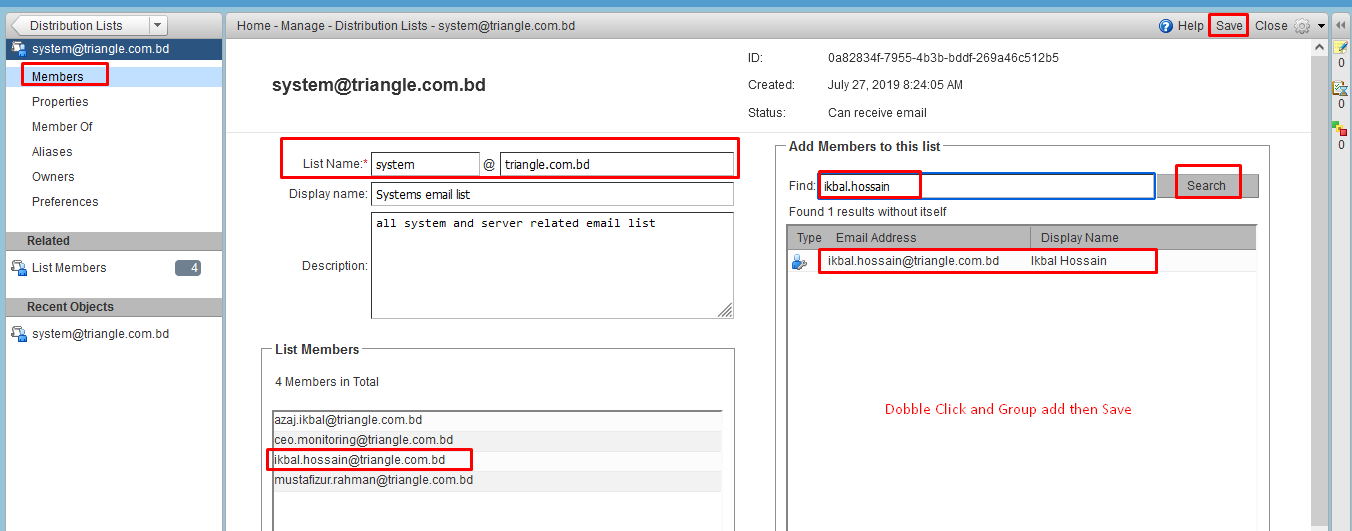 Distribution Lists
Home - Manage - Distribution Lists - system@triangle.com.bd
Help
Save
Close
system@triangle.com.bd
Members
Properties
Member Of
Aliases
Owners
Preferences
Related
List Members 4
Recent Objects
system@triangle.com.bd
system@triangle.com.bd
ID: 0a82834f-7955-4b3b-bddf-269a46c512b5
Created: July 27, 2019 8:24:05 AM
Status: Can receive email
List Name:* system @ triangle.com.bd
Display name: Systems email list
Description: all system and server related email list
List Members
4 Members in Total
azaj.ikbal@triangle.com.bd
ceo.monitoring@triangle.com.bd
ikbal.hossain@triangle.com.bd
mustafizur.rahman@triangle.com.bd
Add Members to this list
Find: ikbal.hossain Search
Found 1 results without itself
Type Email Address Display Name
ikbal.hossain@triangle.com.bd Ikbal Hossain
Dobble Click and Group add then Save
0
0
0